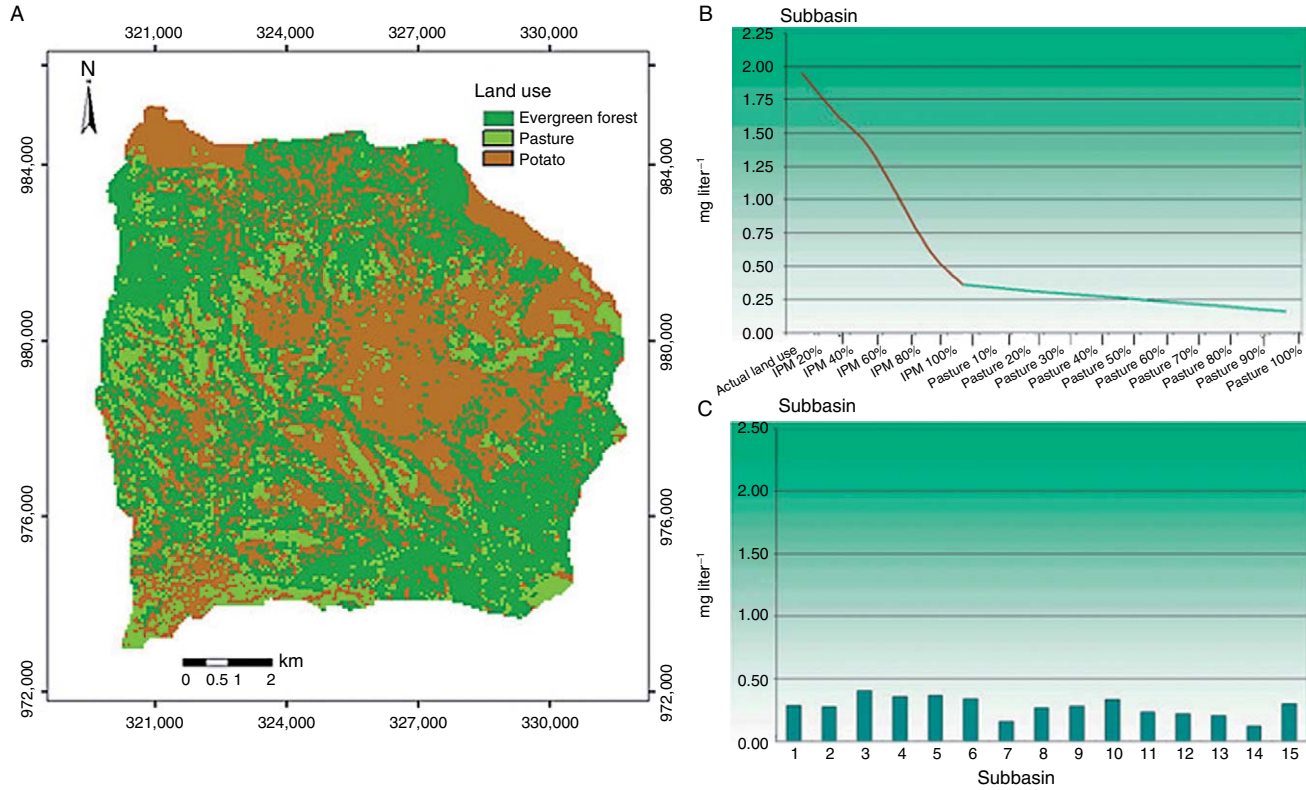 A
321,000 324,000 327,000 330,000
N
Land use
Evergreen forest
Pasture
Potato
984,000
980,000
976,000
972,000
984,000
980,000
976,000
972,000
km
0 0.5 1 2
321,000 324,000 327,000 330,000
B
Subbasin
mg liter⁻¹
2.25
2.00
1.75
1.50
1.25
1.00
0.75
0.50
0.25
0.00
Actual land use
IPM 20%
IPM 40%
IPM 60%
IPM 80%
IPM 100%
Pasture 10%
Pasture 20%
Pasture 30%
Pasture 40%
Pasture 50%
Pasture 60%
Pasture 70%
Pasture 80%
Pasture 90%
Pasture 100%
C
Subbasin
mg liter⁻¹
2.50
2.00
1.50
1.00
0.50
0.00
1 2 3 4 5 6 7 8 9 10 11 12 13 14 15
Subbasin